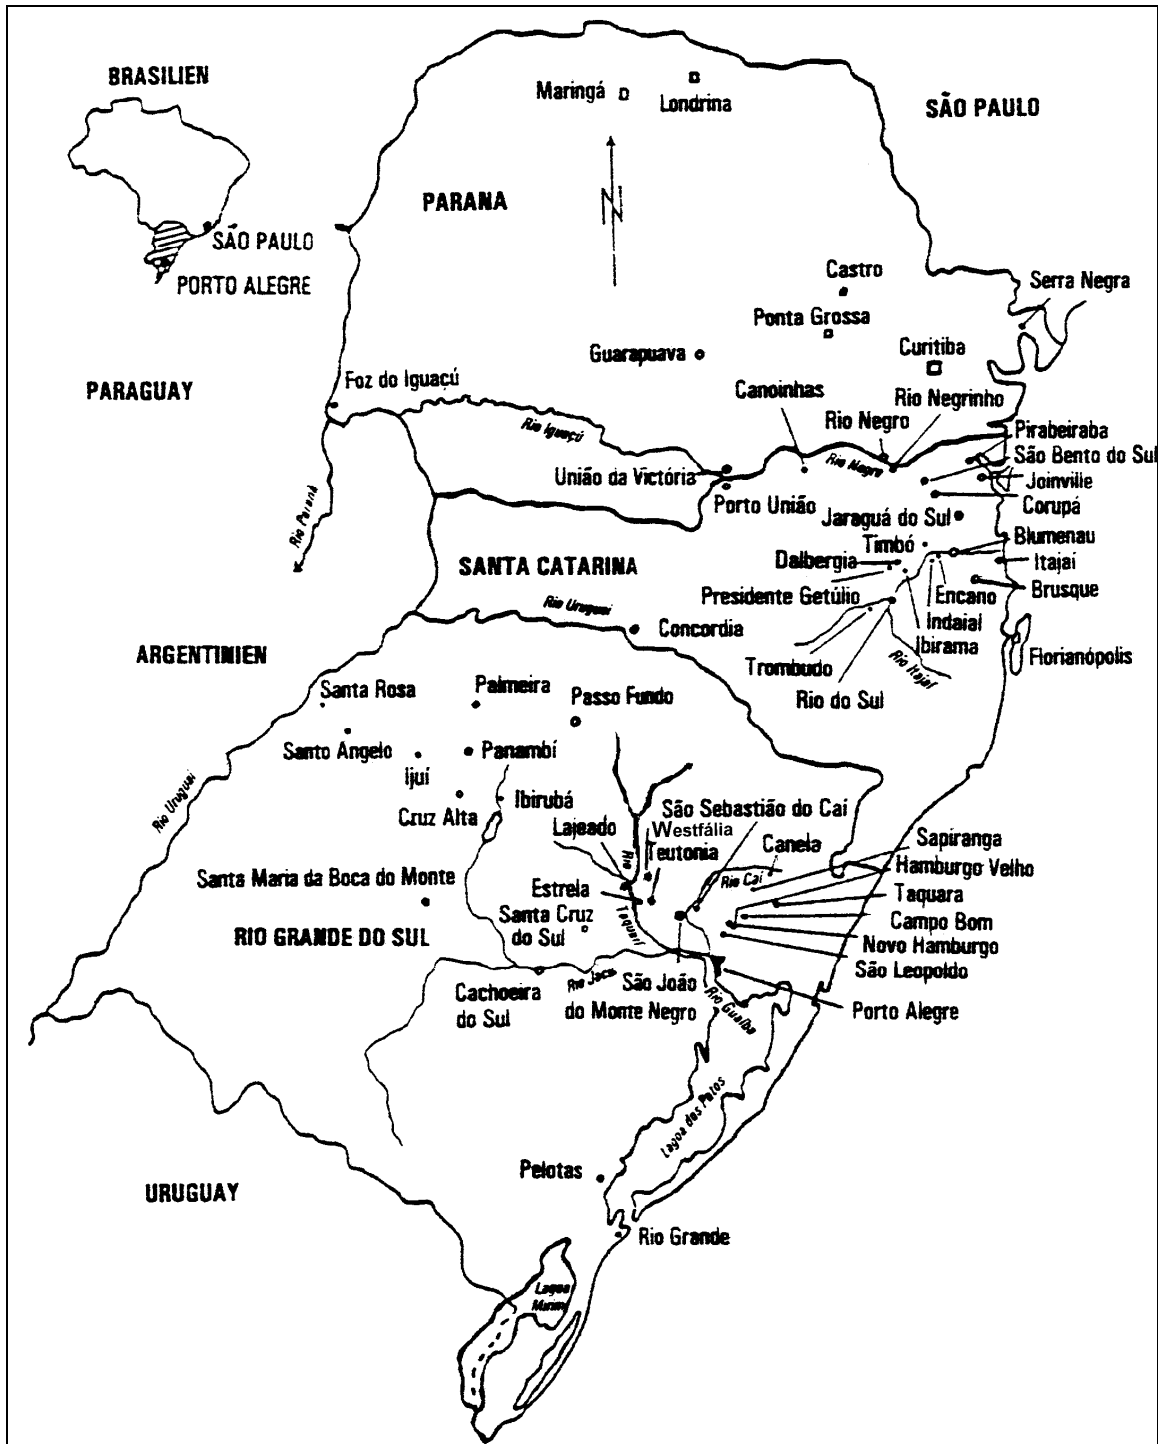 BRASILIEN
SÃO PAULO
PORTO ALEGRE
Maringá
Londrina
SÃO PAULO
PARANA
N
Castro
Serra Negra
Ponta Grossa
Guarapuava
Curitiba
PARAGUAY
Foz do Iguaçú
Canoinhas
Rio Negrinho
Rio Negro
Rio Iguaçú
Rio Negro
Pirabeiraba
São Bento do Sul
União da Victória
Joinville
Porto União
Corupá
Rio Paraná
Jaraguá do Sul
Timbó
Blumenau
SANTA CATARINA
Dalbergia
Itajaí
Presidente Getúlio
Encano
Brusque
Rio Uruguai
Indaial
Concordia
Ibirama
ARGENTINIEN
Trombudo
Rio Itajaí
Florianópolis
Rio do Sul
Santa Rosa
Palmeira
Passo Fundo
Santo Angelo
Panambí
Ijuí
Rio Uruguai
Cruz Alta
Ibirubá
São Sebastião do Caí
Lajeado
Westfália
Teutonia
Canela
Sapiranga
Hamburgo Velho
Rio
Rio Caí
Santa Maria da Boca do Monte
Estrela
Taquara
Santa Cruz
do Sul
Taquarí
Campo Bom
RIO GRANDE DO SUL
Novo Hamburgo
São Leopoldo
Cachoeira
do Sul
Rio Jacuí
São João
do Monte Negro
Rio Guaíba
Porto Alegre
Lagoa dos Patos
Pelotas
URUGUAY
Rio Grande
Lagoa
Mirim